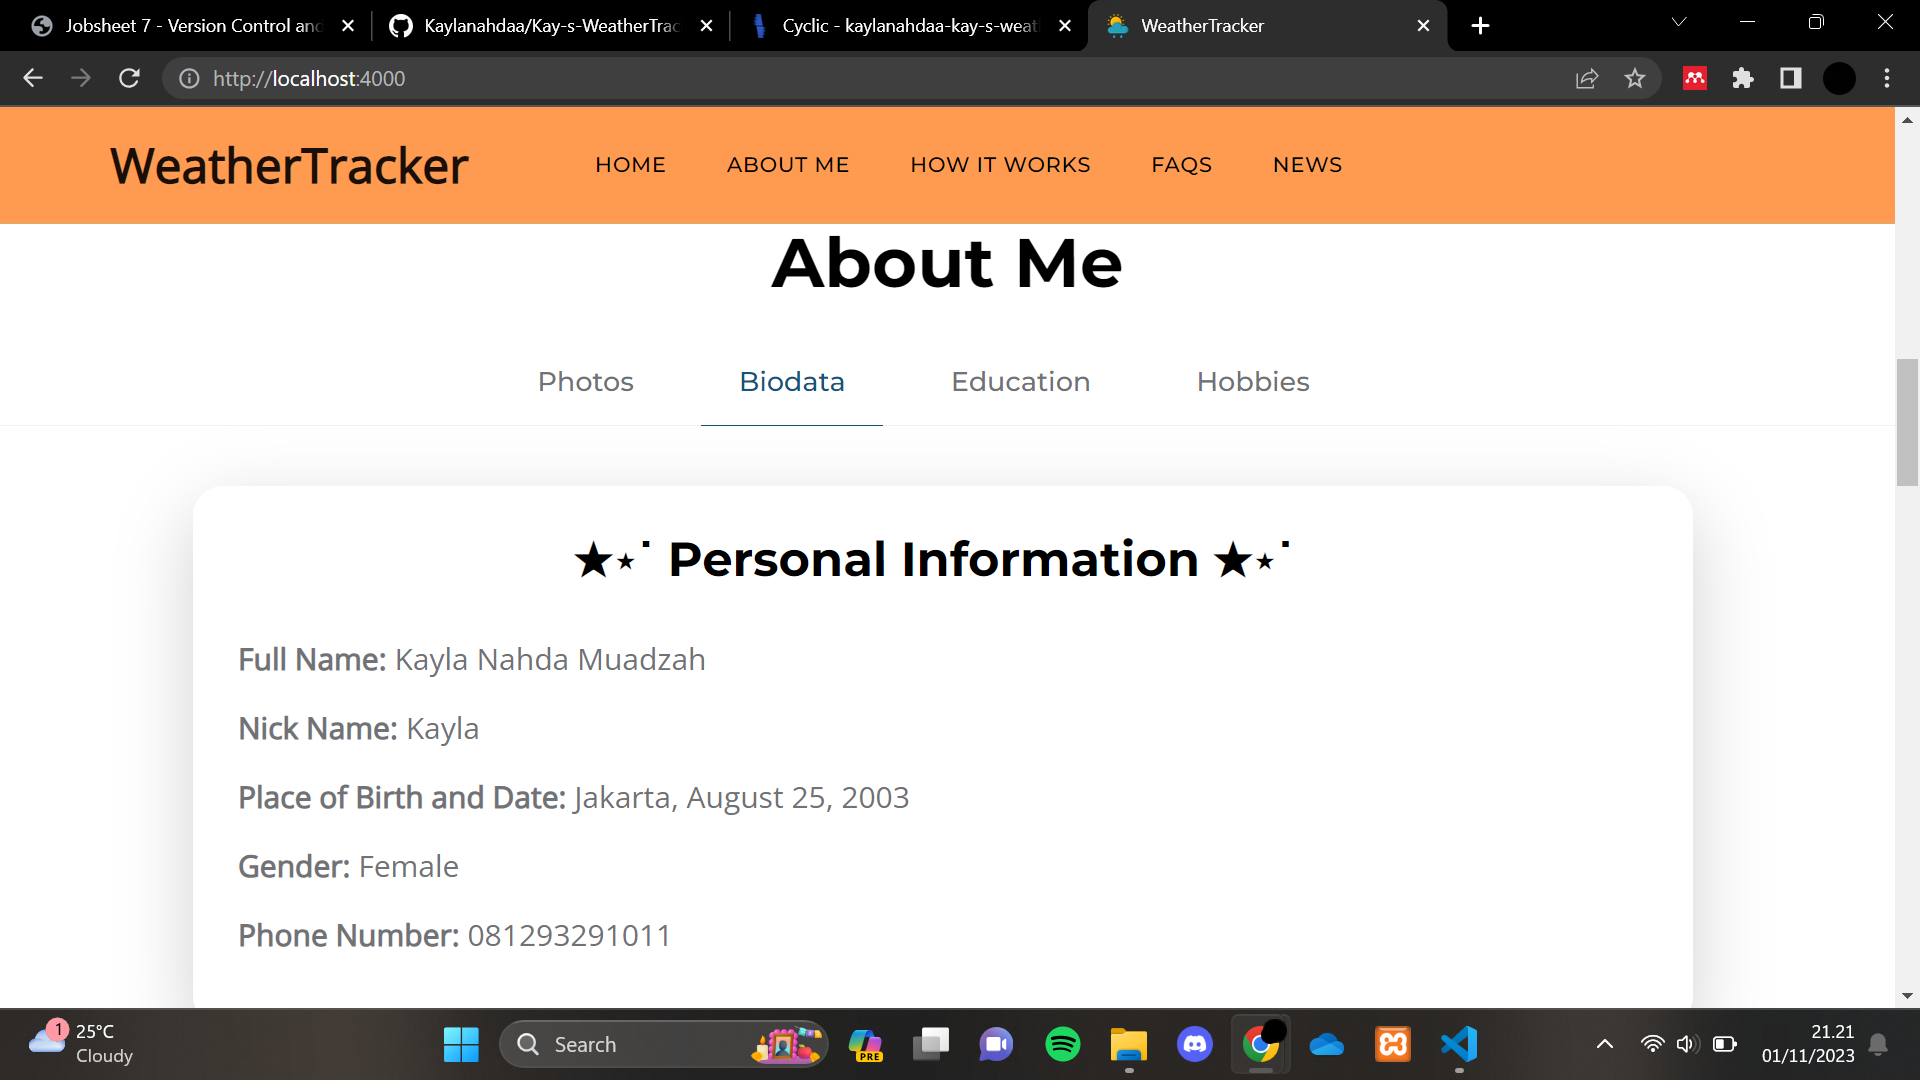 Jobsheet 7 - Version Control and
Kaylanahdaa/Kay-s-WeatherTrac
Cyclic - kaylanahdaa-kay-s-weat
WeatherTracker
http://localhost:4000
WeatherTracker
HOME
ABOUT ME
HOW IT WORKS
FAQS
NEWS
About Me
Photos
Biodata
Education
Hobbies
★⋆˙ Personal Information ★⋆˙
Full Name: Kayla Nahda Muadzah
Nick Name: Kayla
Place of Birth and Date: Jakarta, August 25, 2003
Gender: Female
Phone Number: 081293291011
1
25°C
Cloudy
Search
PRE
21.21
01/11/2023